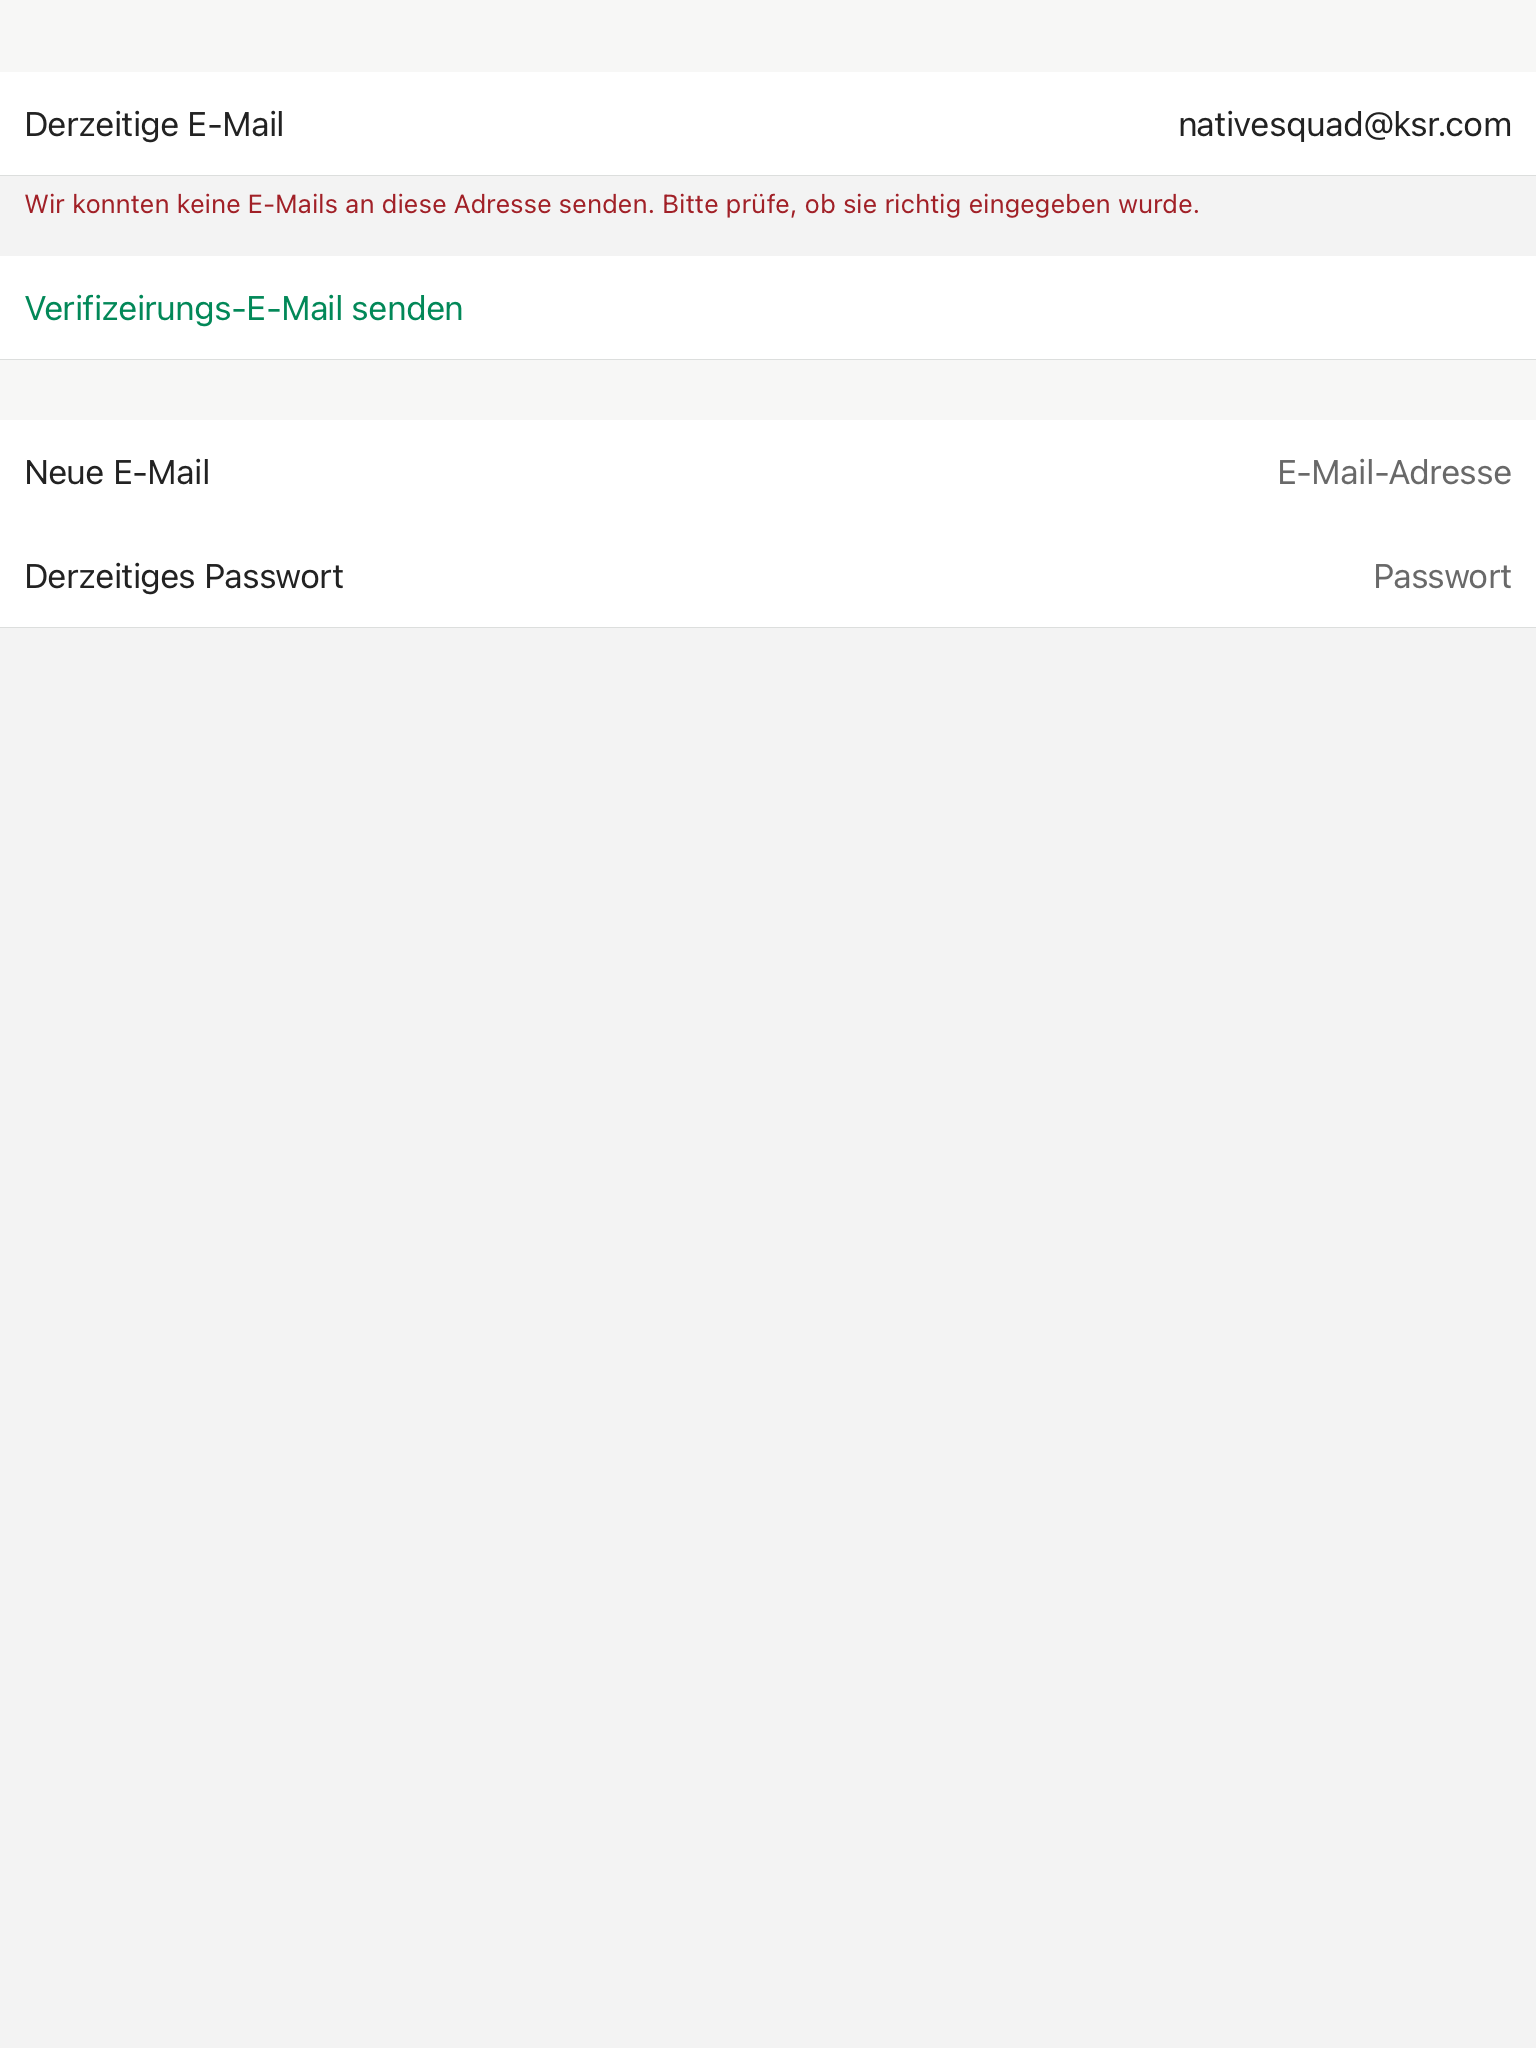 Derzeitige E-Mail nativesquad@ksr.com
Wir konnten keine E-Mails an diese Adresse senden. Bitte prüfe, ob sie richtig eingegeben wurde.
Verifizeirungs-E-Mail senden
Neue E-Mail E-Mail-Adresse
Derzeitiges Passwort Passwort